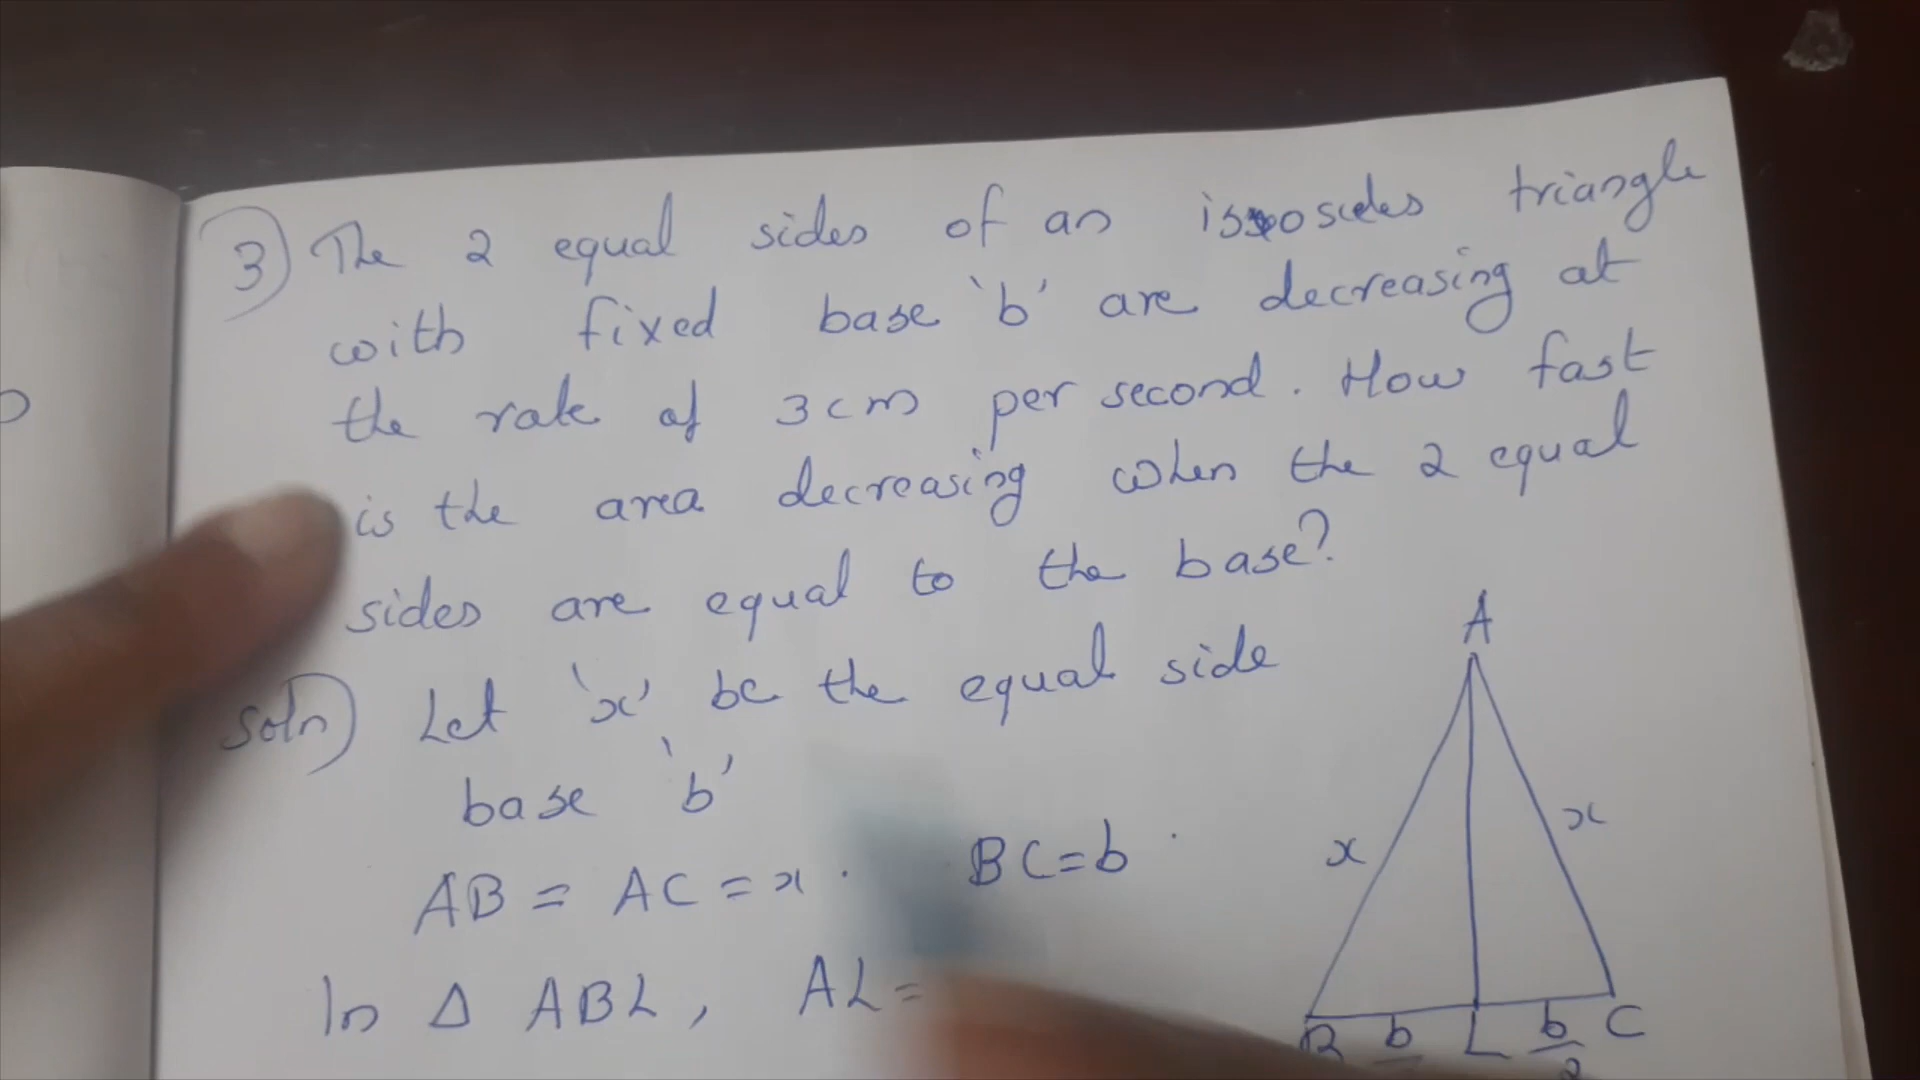 3) The 2 equal sides of an isosceles triangle
with fixed base 'b' are decreasing at
the rate of 3cm per second. How fast
is the area decreasing when the 2 equal
sides are equal to the base?
Soln) Let 'x' be the equal side
base 'b'
AB = AC = x . BC = b .
In Δ ABL, AL =
A
x
x
B b L b/2 C